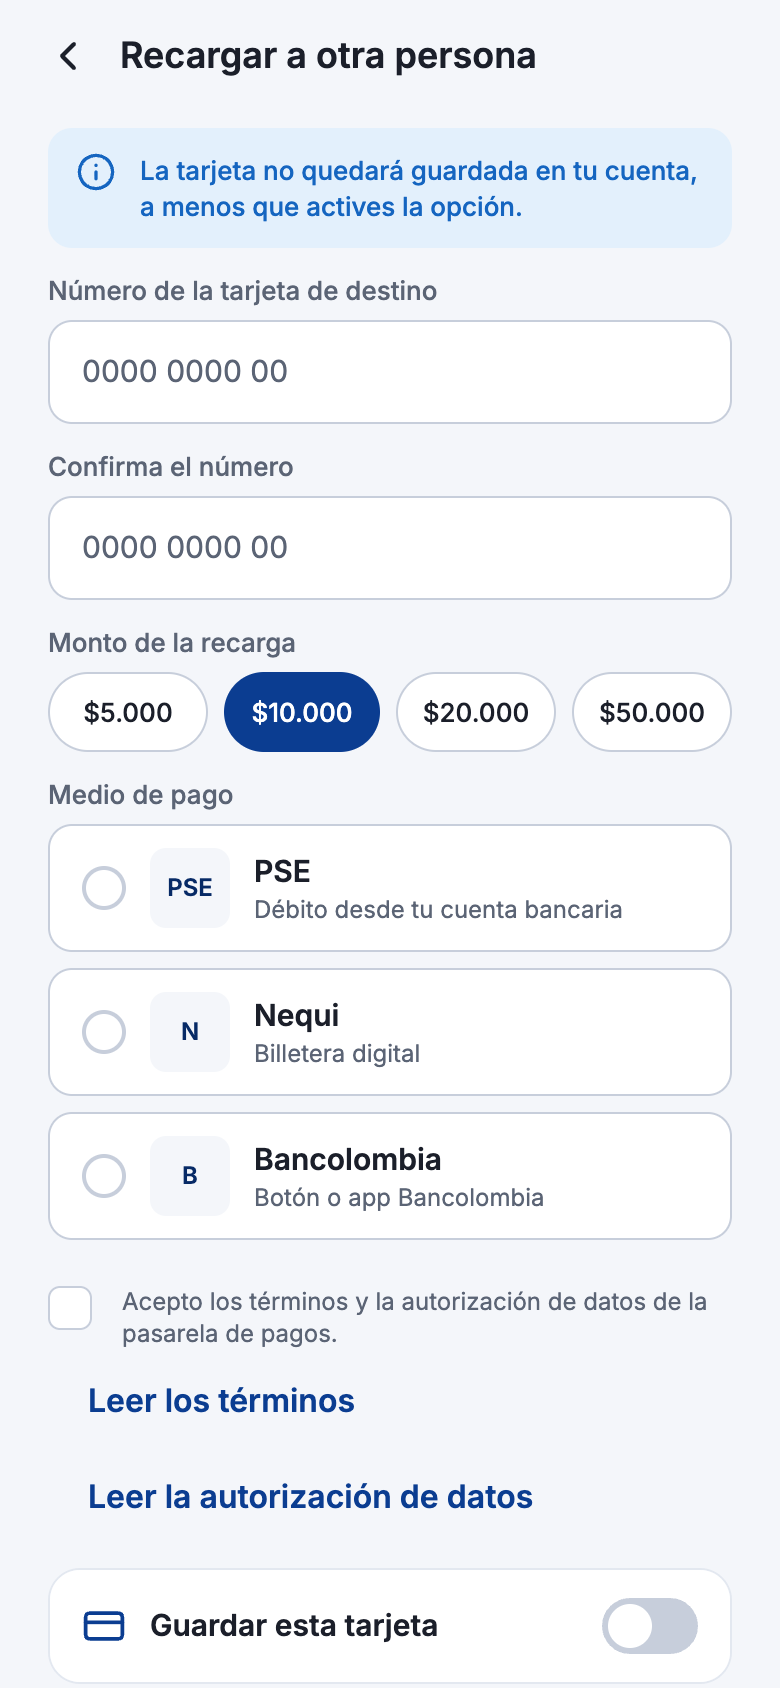 Recargar a otra persona
La tarjeta no quedará guardada en tu cuenta,
a menos que actives la opción.
Número de la tarjeta de destino
0000 0000 00
Confirma el número
0000 0000 00
Monto de la recarga
$5.000 $10.000 $20.000 $50.000
Medio de pago
PSE
PSE
Débito desde tu cuenta bancaria
N
Nequi
Billetera digital
B
Bancolombia
Botón o app Bancolombia
Acepto los términos y la autorización de datos de la
pasarela de pagos.
Leer los términos
Leer la autorización de datos
Guardar esta tarjeta